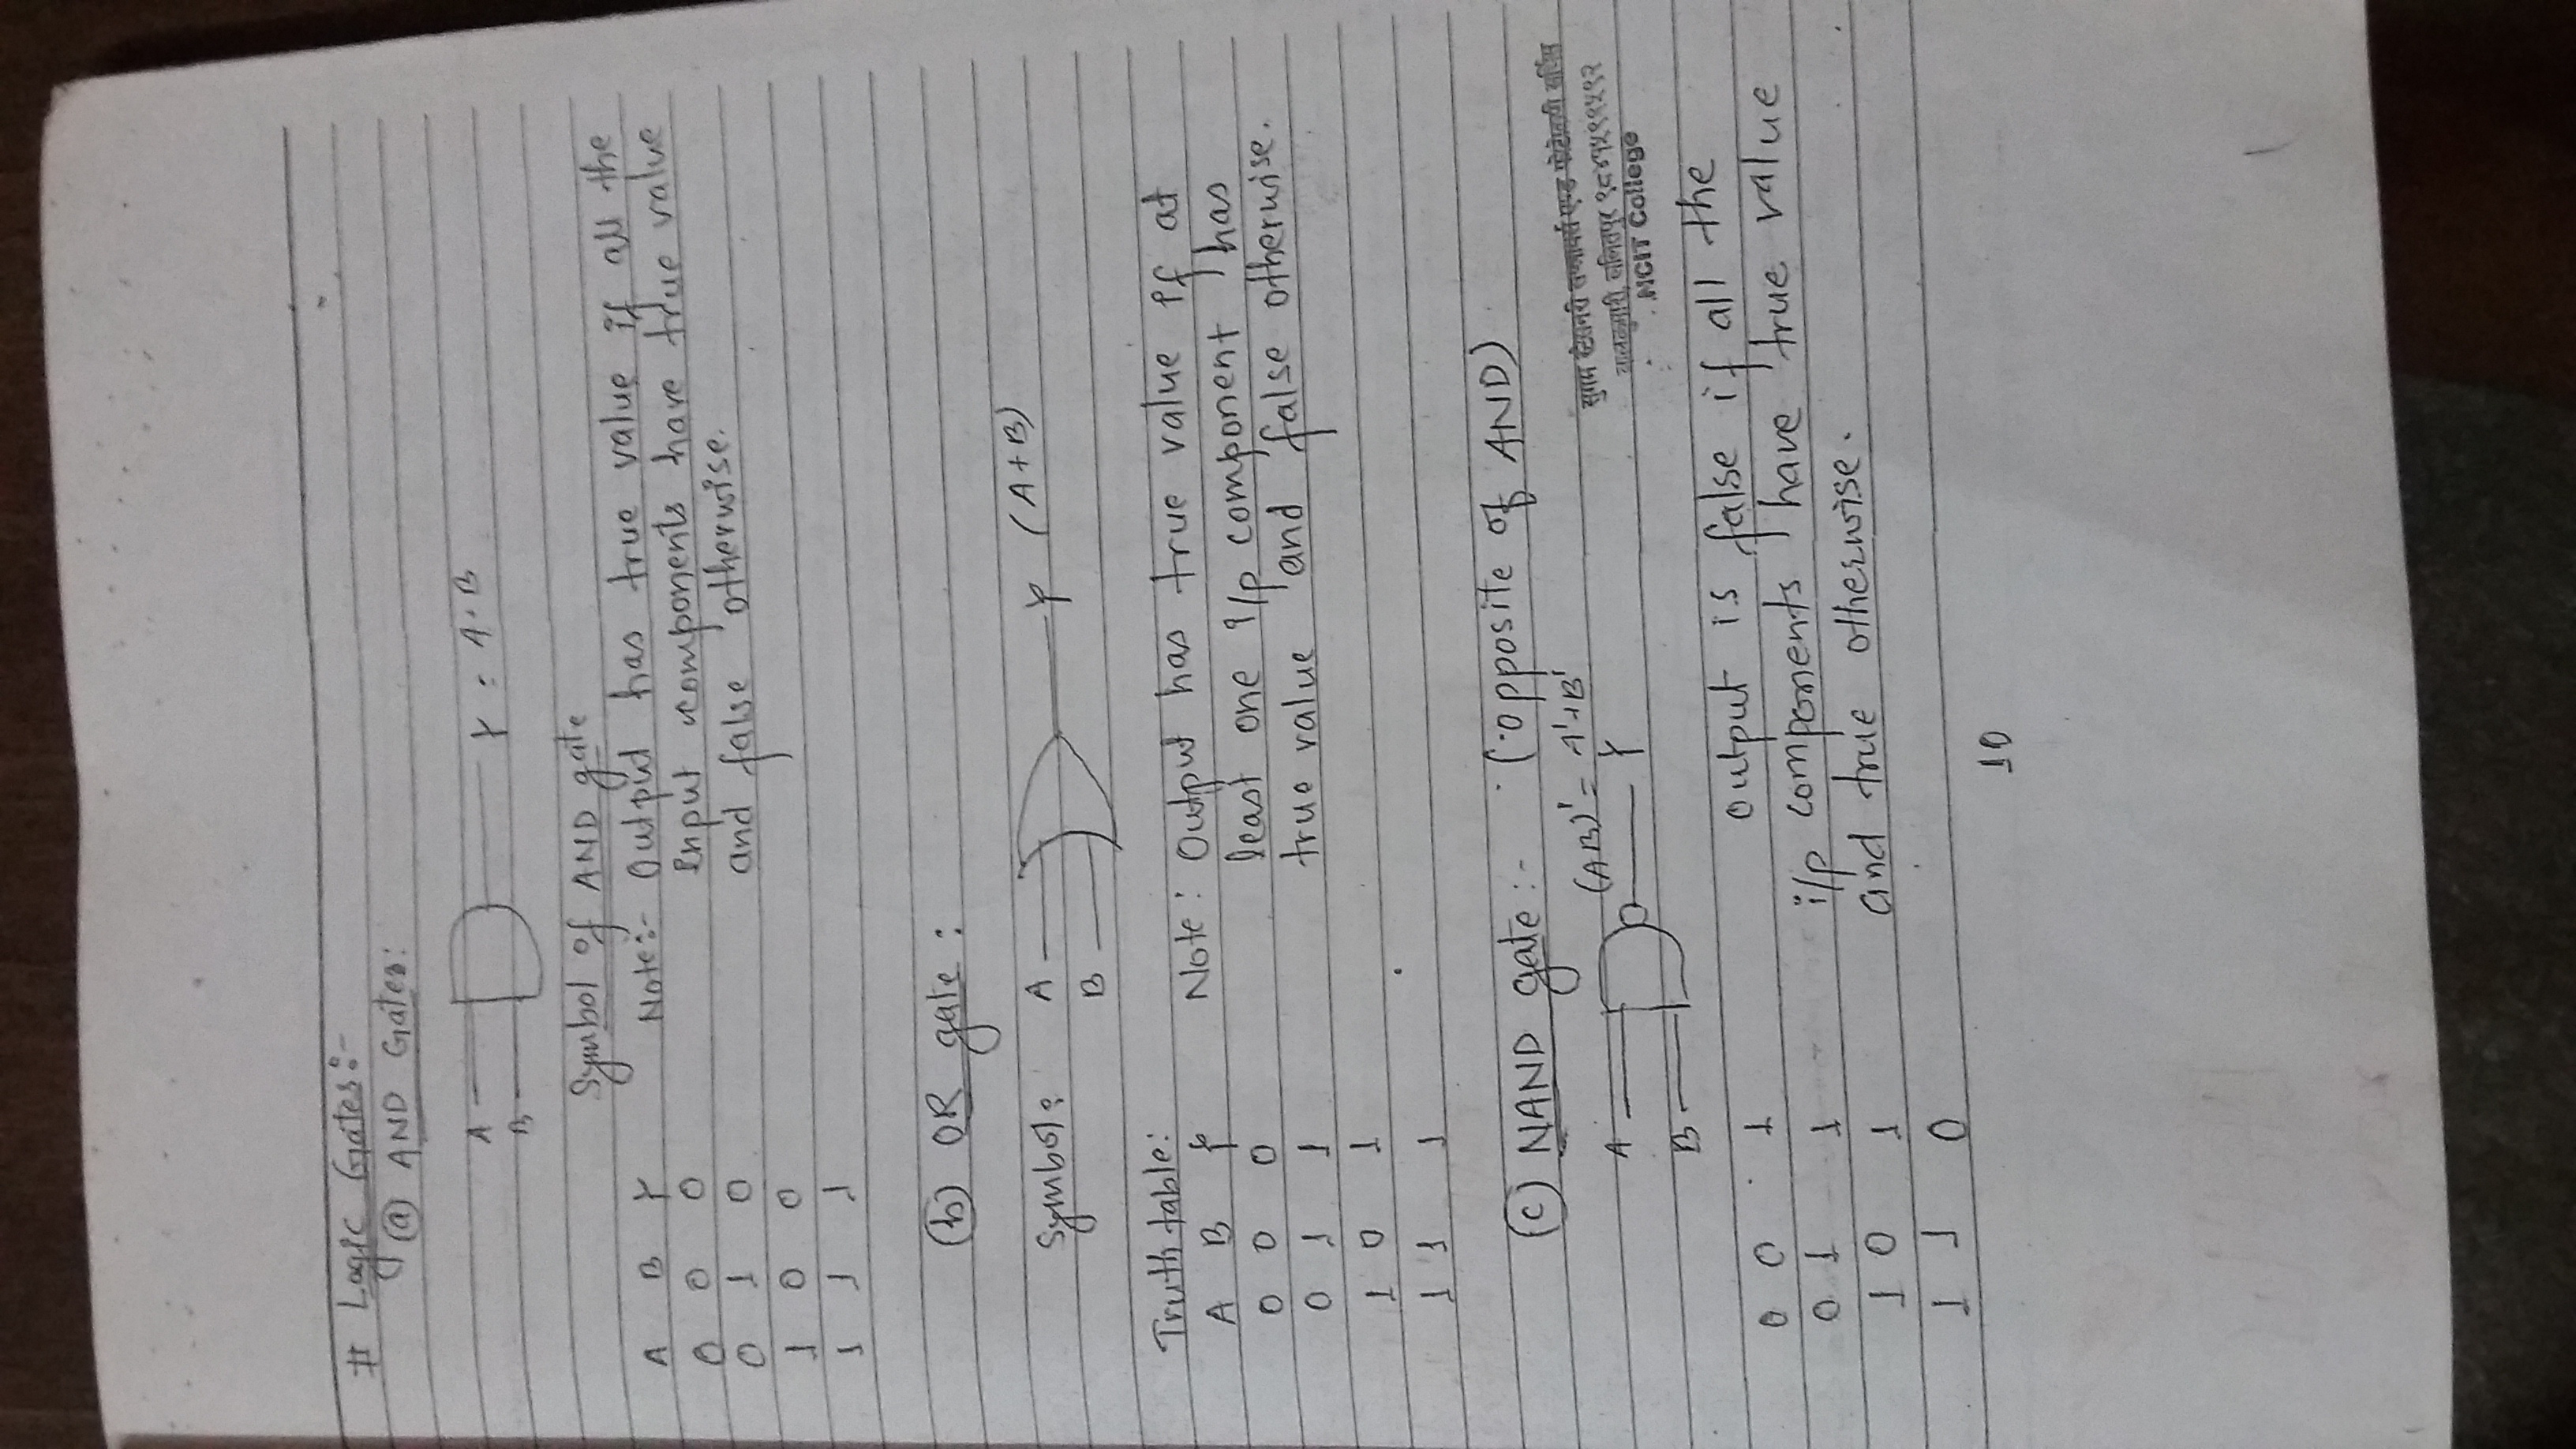 # Logic Gates:-
(a) AND Gates:
A
B
Y = A.B
Symbol of AND gate
A B Y
0 0 0
0 1 0
1 0 0
1 1 1
Note:- Output has true value if all the
input components have true value
and false otherwise.
(b) OR gate :
Symbol: A
B
Y (A+B)
Truth table:
A B Y
0 0 0
0 1 1
1 0 1
1 1 1
Note: Output has true value if at
least one i/p component has
true value and false otherwise.
(c) NAND gate :- (opposite of AND)
(AB)' = A'+B'
A
B
Y
0 0 1
0 1 1
1 0 1
1 1 0
output is false if all the
i/p components have true value
and true otherwise.
सुगम स्टेशनरी सप्लायर्स एण्ड फोटोकपी सर्भिस
बालकुमारी, ललितपुर ९८४१५९९५९२
NCIT College
10